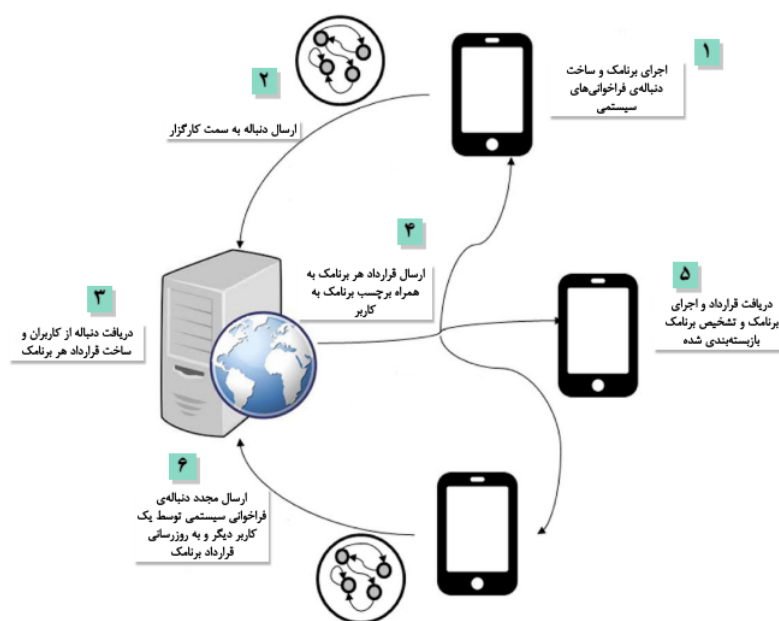 ۱
اجرای برنامک و ساخت
دنباله‌ی فراخوانی‌های
سیستمی
۲
ارسال دنباله به سمت کارگزار
۳
دریافت دنباله از کاربران و
ساخت قرارداد هر برنامک
۴
ارسال قرارداد هر برنامک به
همراه برچسب برنامک به
کاربر
۵
دریافت قرارداد و اجرای
برنامک و تشخیص برنامک
بازبسته‌بندی شده
۶
ارسال مجدد دنباله‌ی
فراخوانی سیستمی توسط یک
کاربر دیگر و به روزرسانی
قرارداد برنامک